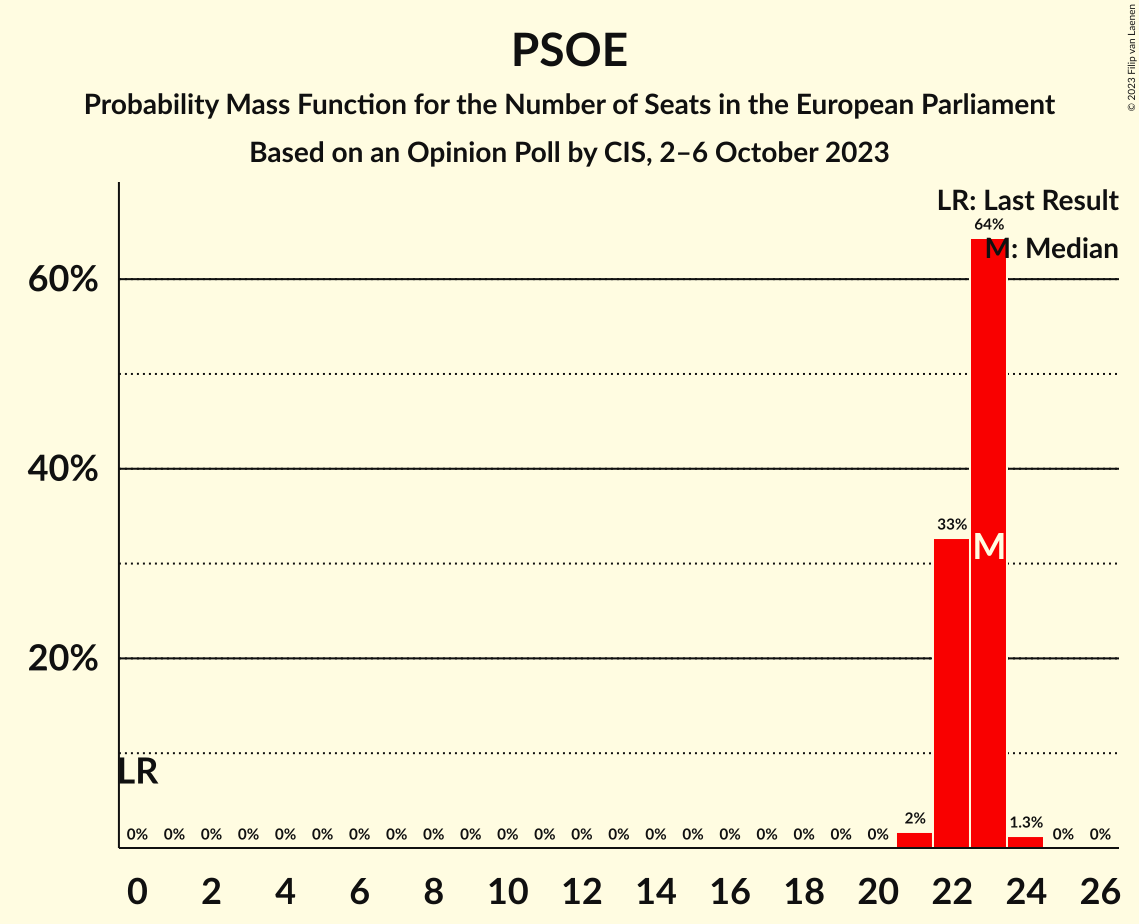 PSOE
Probability Mass Function for the Number of Seats in the European Parliament
Based on an Opinion Poll by CIS, 2–6 October 2023
© 2023 Filip van Laenen
LR: Last Result
M: Median
64%
60%
40%
33%
M
20%
LR
0% 0% 0% 0% 0% 0% 0% 0% 0% 0% 0% 0% 0% 0% 0% 0% 0% 0% 0% 0% 0% 2% 1.3% 0% 0%
0 2 4 6 8 10 12 14 16 18 20 22 24 26